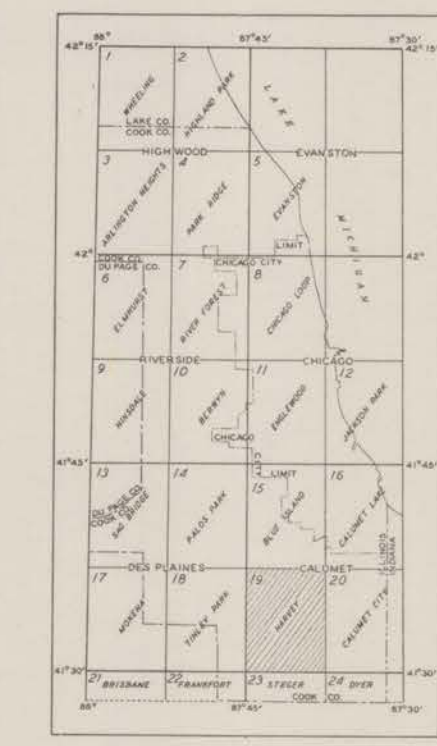 88° 87°45' 87°30'
42°15' 42°15'
1 2
WHEELING HIGHLAND PARK LAKE
LAKE CO.
COOK CO.
HIGHWOOD EVANSTON
3 4 5
ARLINGTON HEIGHTS PARK RIDGE EVANSTON MICHIGAN
LIMIT
42° 42°
COOK CO. CHICAGO CITY
DU PAGE CO.
6 7 8
ELMHURST RIVER FOREST CHICAGO LOOP
RIVERSIDE CHICAGO
9 10 11 12
HINSDALE BERWYN ENGLEWOOD JACKSON PARK
CHICAGO
41°45' CITY 41°45'
13 14 LIMIT 16
15
DU PAGE CO.
COOK CO.
SAG BRIDGE PALOS PARK BLUE ISLAND CALUMET LAKE
ILLINOIS
INDIANA
DES PLAINES CALUMET
17 18 19 20
MOKENA TINLEY PARK HARVEY CALUMET CITY
41°30' 41°30'
21 BRISBANE 22 FRANKFORT 23 STEGER 24 DYER
COOK CO.
88° 87°45' 87°30'